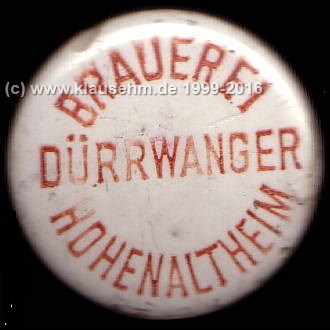 BRAUEREI
(c) www.klausehm.de 1999-2016
DÜRRWANGER
HOHENALTHEIM